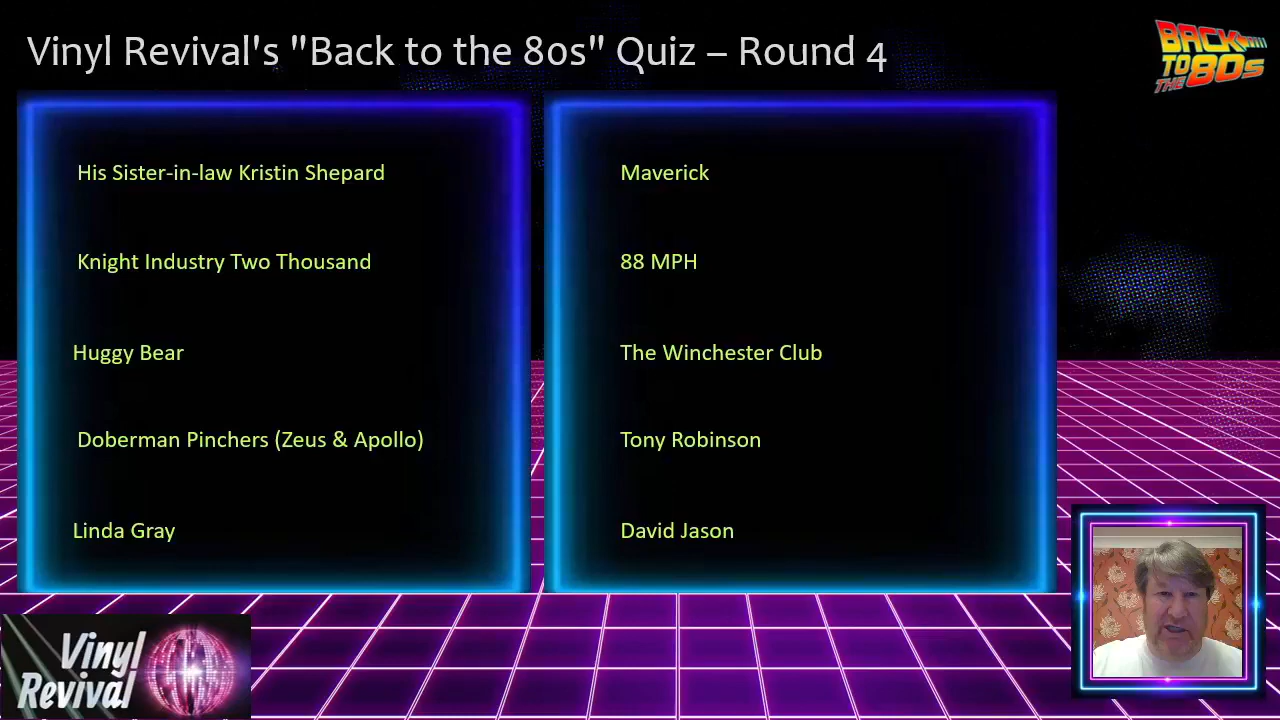 Vinyl Revival's "Back to the 80s" Quiz – Round 4
BACK
TO
THE 80s
His Sister-in-law Kristin Shepard
Knight Industry Two Thousand
Huggy Bear
Doberman Pinchers (Zeus & Apollo)
Linda Gray
Maverick
88 MPH
The Winchester Club
Tony Robinson
David Jason
Vinyl
Revival